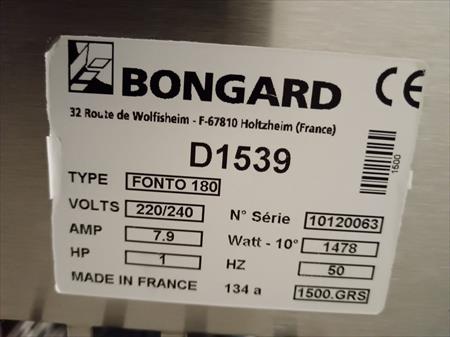 BONGARD CE
32 Route de Wolfisheim - F-67810 Holtzheim (France)
D1539
1500
TYPE FONTO 180
VOLTS 220/240 N° Série 10120063
AMP 7.9 Watt - 10° 1478
HP 1 HZ 50
MADE IN FRANCE 134 a 1500.GRS